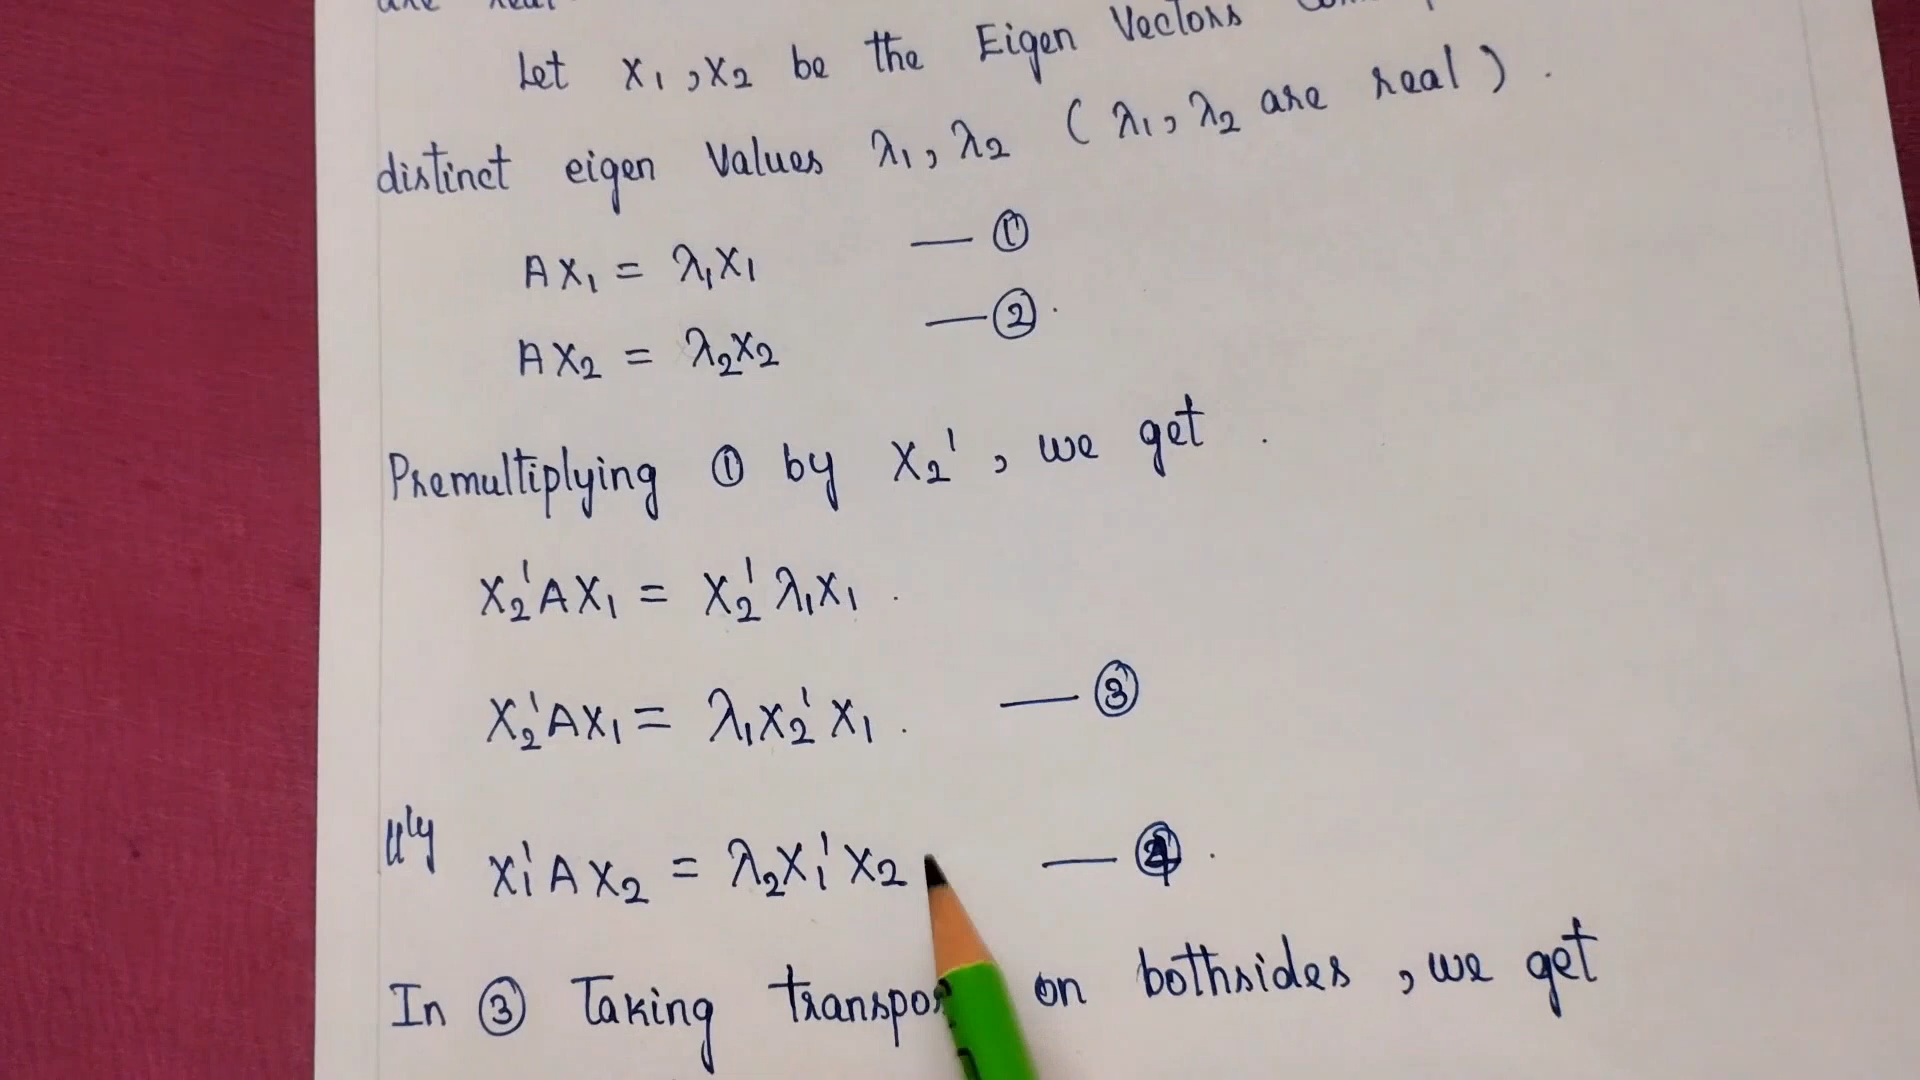 Let X₁, X₂ be the Eigen Vectors
distinct eigen Values λ₁, λ₂ (λ₁, λ₂ are real).
AX₁ = λ₁X₁ — ①
AX₂ = λ₂X₂ — ②.
Premultiplying ① by X₂', we get.
X₂'AX₁ = X₂'λ₁X₁.
X₂'AX₁ = λ₁X₂'X₁. — ③
lllly X₁'AX₂ = λ₂X₁'X₂ — ④.
In ③ Taking on bothsides, we get